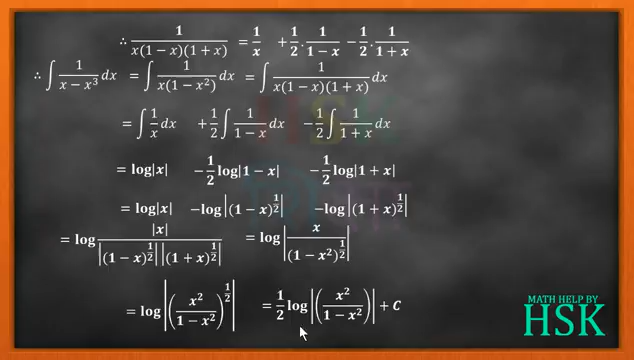 ∴ 1/(x(1−x)(1+x)) = 1/x + 1/2 . 1/(1−x) − 1/2 . 1/(1+x)
∴ ∫ 1/(x−x³) dx = ∫ 1/(x(1−x²)) dx = ∫ 1/(x(1−x)(1+x)) dx
= ∫ 1/x dx + 1/2 ∫ 1/(1−x) dx − 1/2 ∫ 1/(1+x) dx
= log|x| − 1/2 log|1−x| − 1/2 log|1+x|
= log|x| − log|(1−x)^(1/2)| − log|(1+x)^(1/2)|
= log |x|/(|(1−x)^(1/2)| |(1+x)^(1/2)|) = log |x/(1−x²)^(1/2)|
= log |(x²/(1−x²))^(1/2)| = 1/2 log |(x²/(1−x²))| + C
MATH HELP BY
HSK